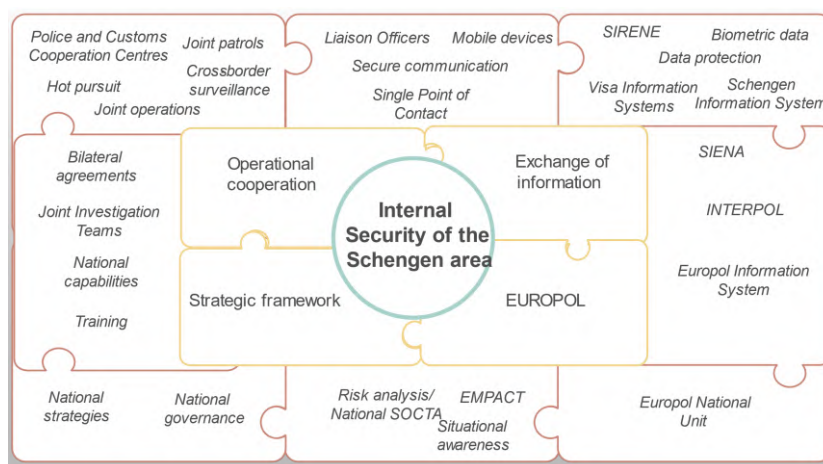 Police and Customs
Cooperation Centres
Joint patrols
Hot pursuit
Crossborder
surveillance
Joint operations
Liaison Officers
Mobile devices
Secure communication
Single Point of
Contact
SIRENE
Biometric data
Data protection
Visa Information
Systems
Schengen
Information System
Bilateral
agreements
Joint Investigation
Teams
National
capabilities
Training
Operational
cooperation
Exchange of
information
Internal
Security of the
Schengen area
Strategic framework
EUROPOL
SIENA
INTERPOL
Europol Information
System
National
strategies
National
governance
Risk analysis/
National SOCTA
EMPACT
Situational
awareness
Europol National
Unit